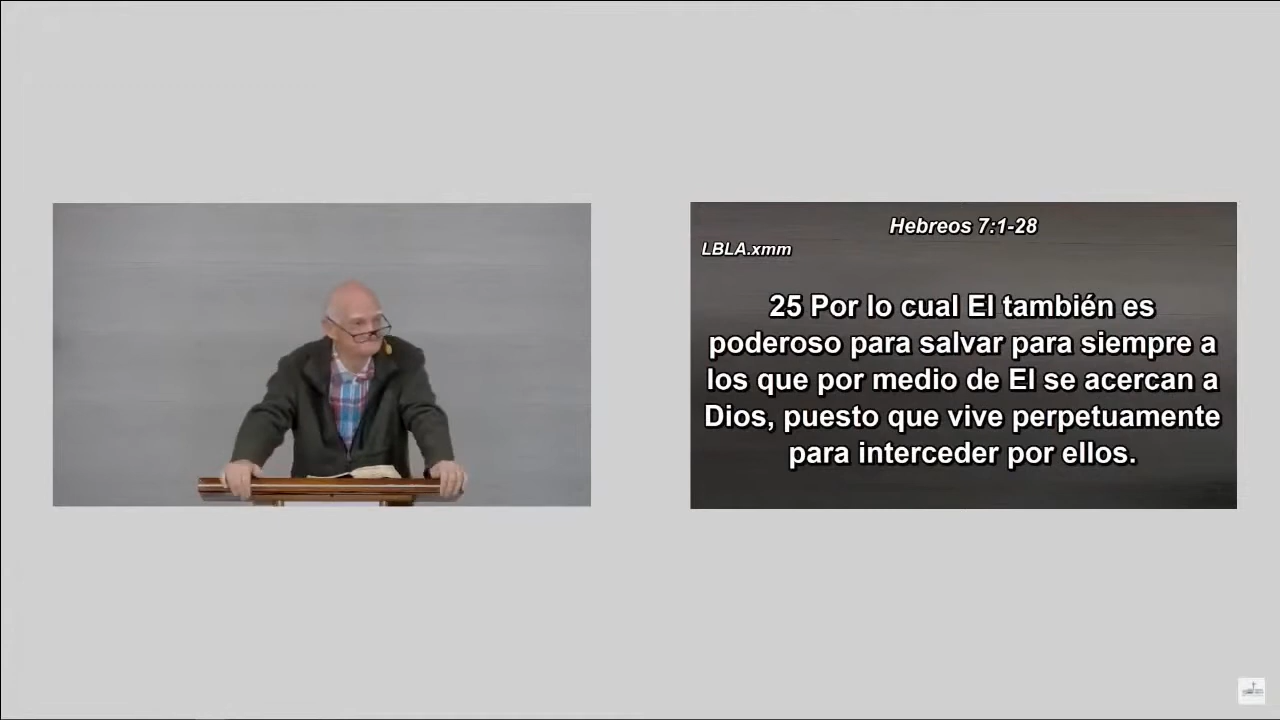 Hebreos 7:1-28
LBLA.xmm
25 Por lo cual El también es
poderoso para salvar para siempre a
los que por medio de El se acercan a
Dios, puesto que vive perpetuamente
para interceder por ellos.